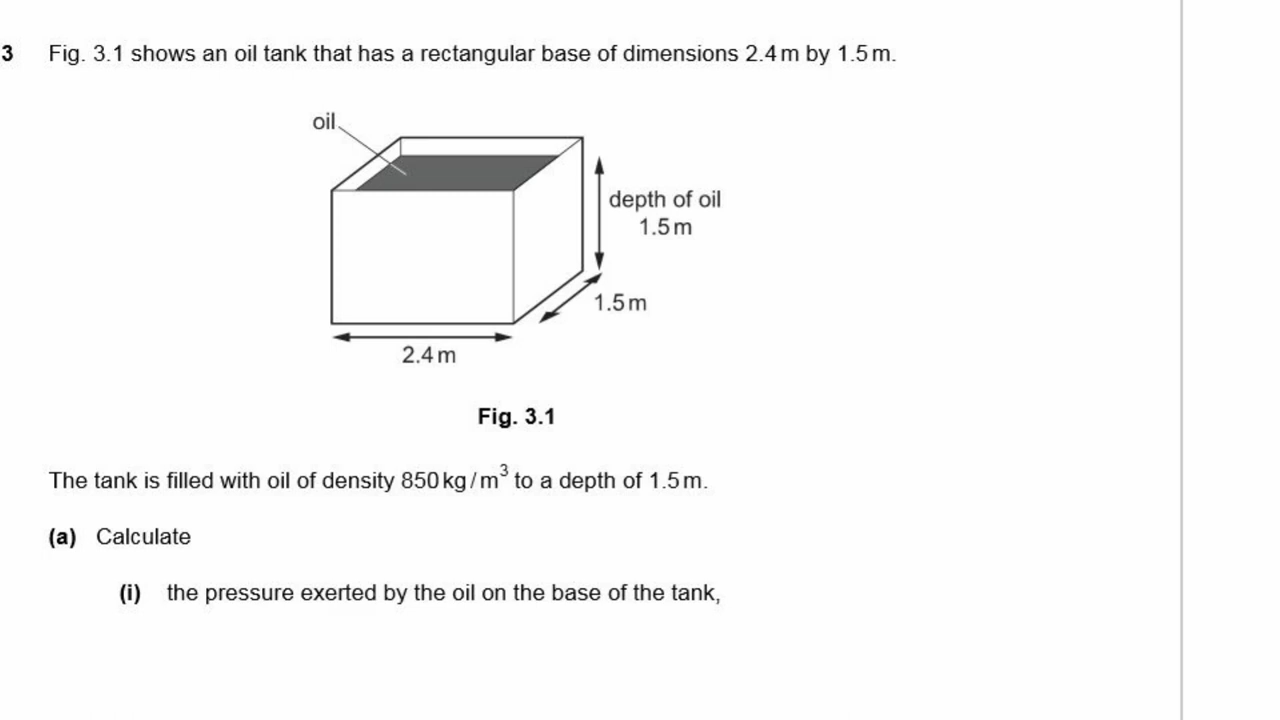 3 Fig. 3.1 shows an oil tank that has a rectangular base of dimensions 2.4 m by 1.5 m.
oil
depth of oil
1.5 m
1.5 m
2.4 m
Fig. 3.1
The tank is filled with oil of density 850 kg / m³ to a depth of 1.5 m.
(a) Calculate
(i) the pressure exerted by the oil on the base of the tank,